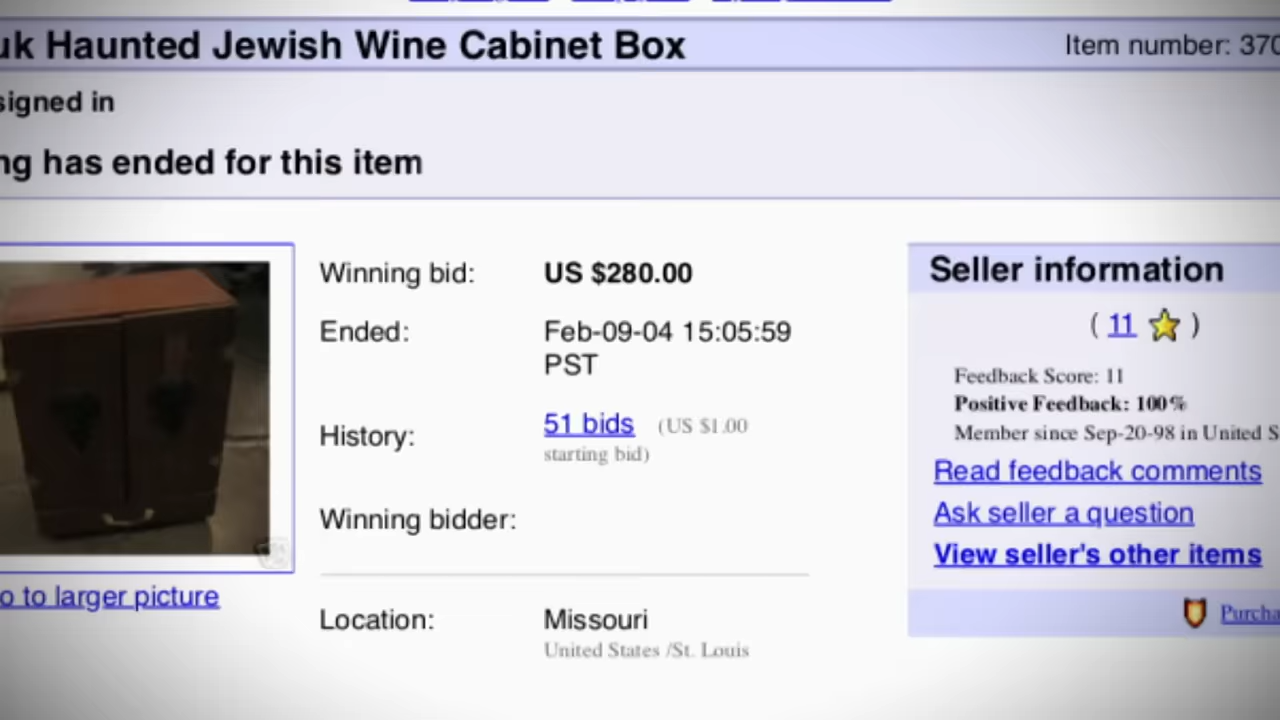 uk Haunted Jewish Wine Cabinet Box
Item number: 370
signed in
ng has ended for this item
Winning bid: US $280.00
Ended: Feb-09-04 15:05:59
PST
History: 51 bids (US $1.00
starting bid)
Winning bidder:
Location: Missouri
United States /St. Louis
o to larger picture
Seller information
( 11 )
Feedback Score: 11
Positive Feedback: 100%
Member since Sep-20-98 in United S
Read feedback comments
Ask seller a question
View seller's other items
Purcha